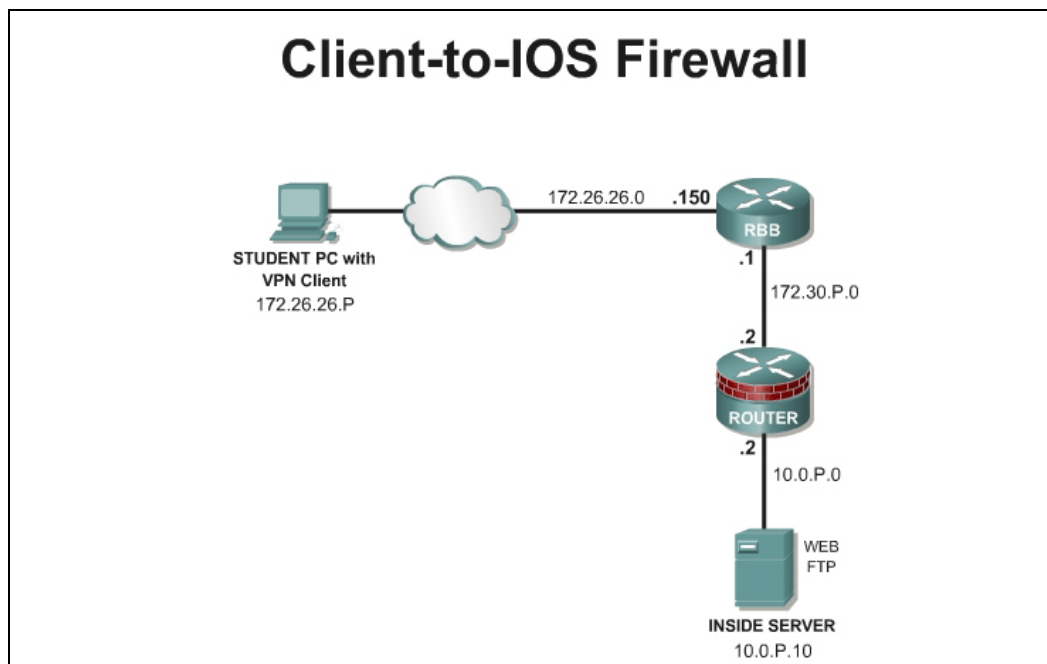 Client-to-IOS Firewall
172.26.26.0 .150
RBB
STUDENT PC with
VPN Client
172.26.26.P
.1
172.30.P.0
.2
ROUTER
.2
10.0.P.0
WEB
FTP
INSIDE SERVER
10.0.P.10